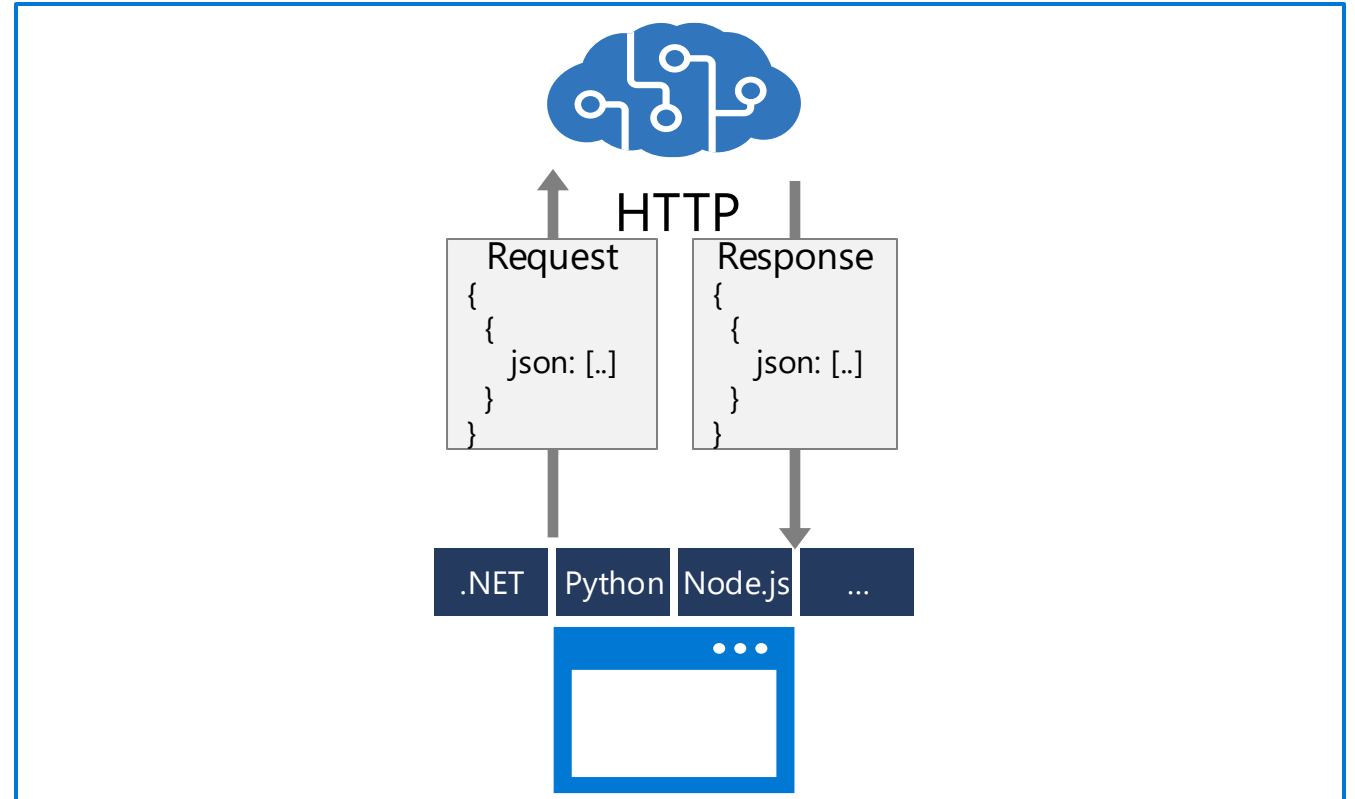 HTTP
Request
{
{
json: [..]
}
}
Response
{
{
json: [..]
}
}
.NET
Python
Node.js
...